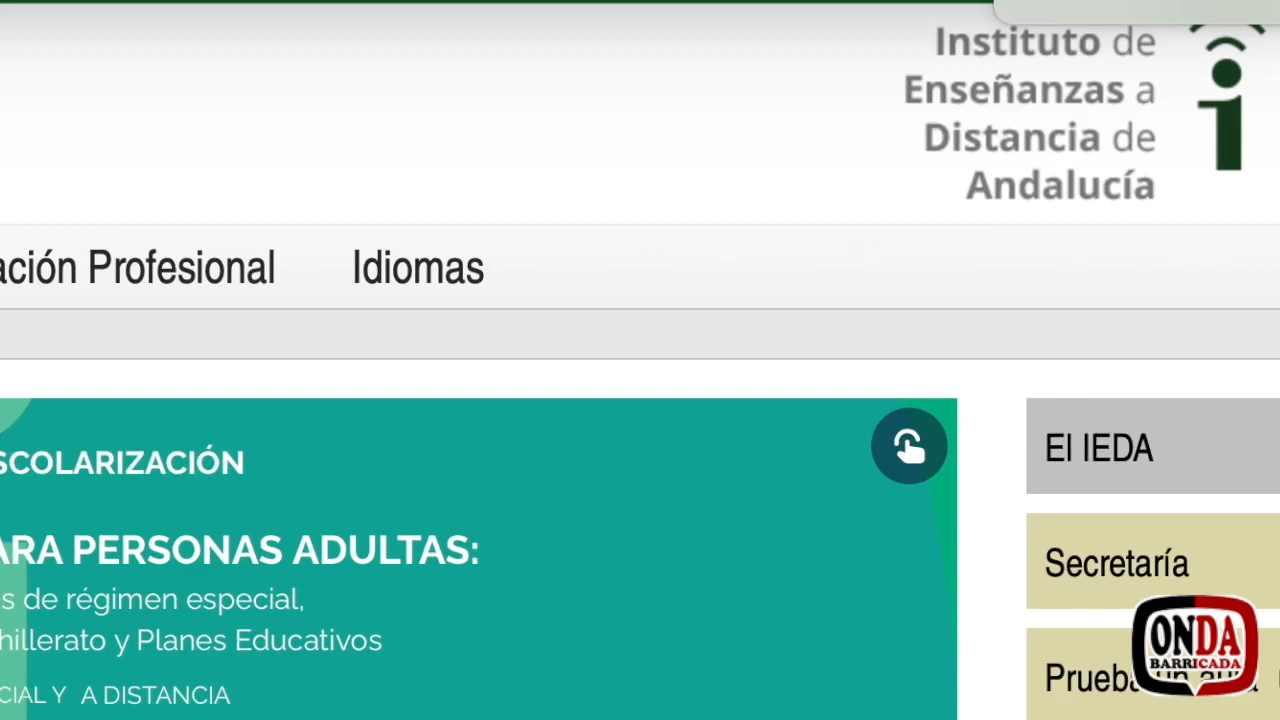 Instituto de
Enseñanzas a
Distancia de
Andalucía
ación Profesional
Idiomas
SCOLARIZACIÓN
ARA PERSONAS ADULTAS:
s de régimen especial,
hillerato y Planes Educativos
CIAL Y A DISTANCIA
El IEDA
Secretaría
ONDA
BARRICADA